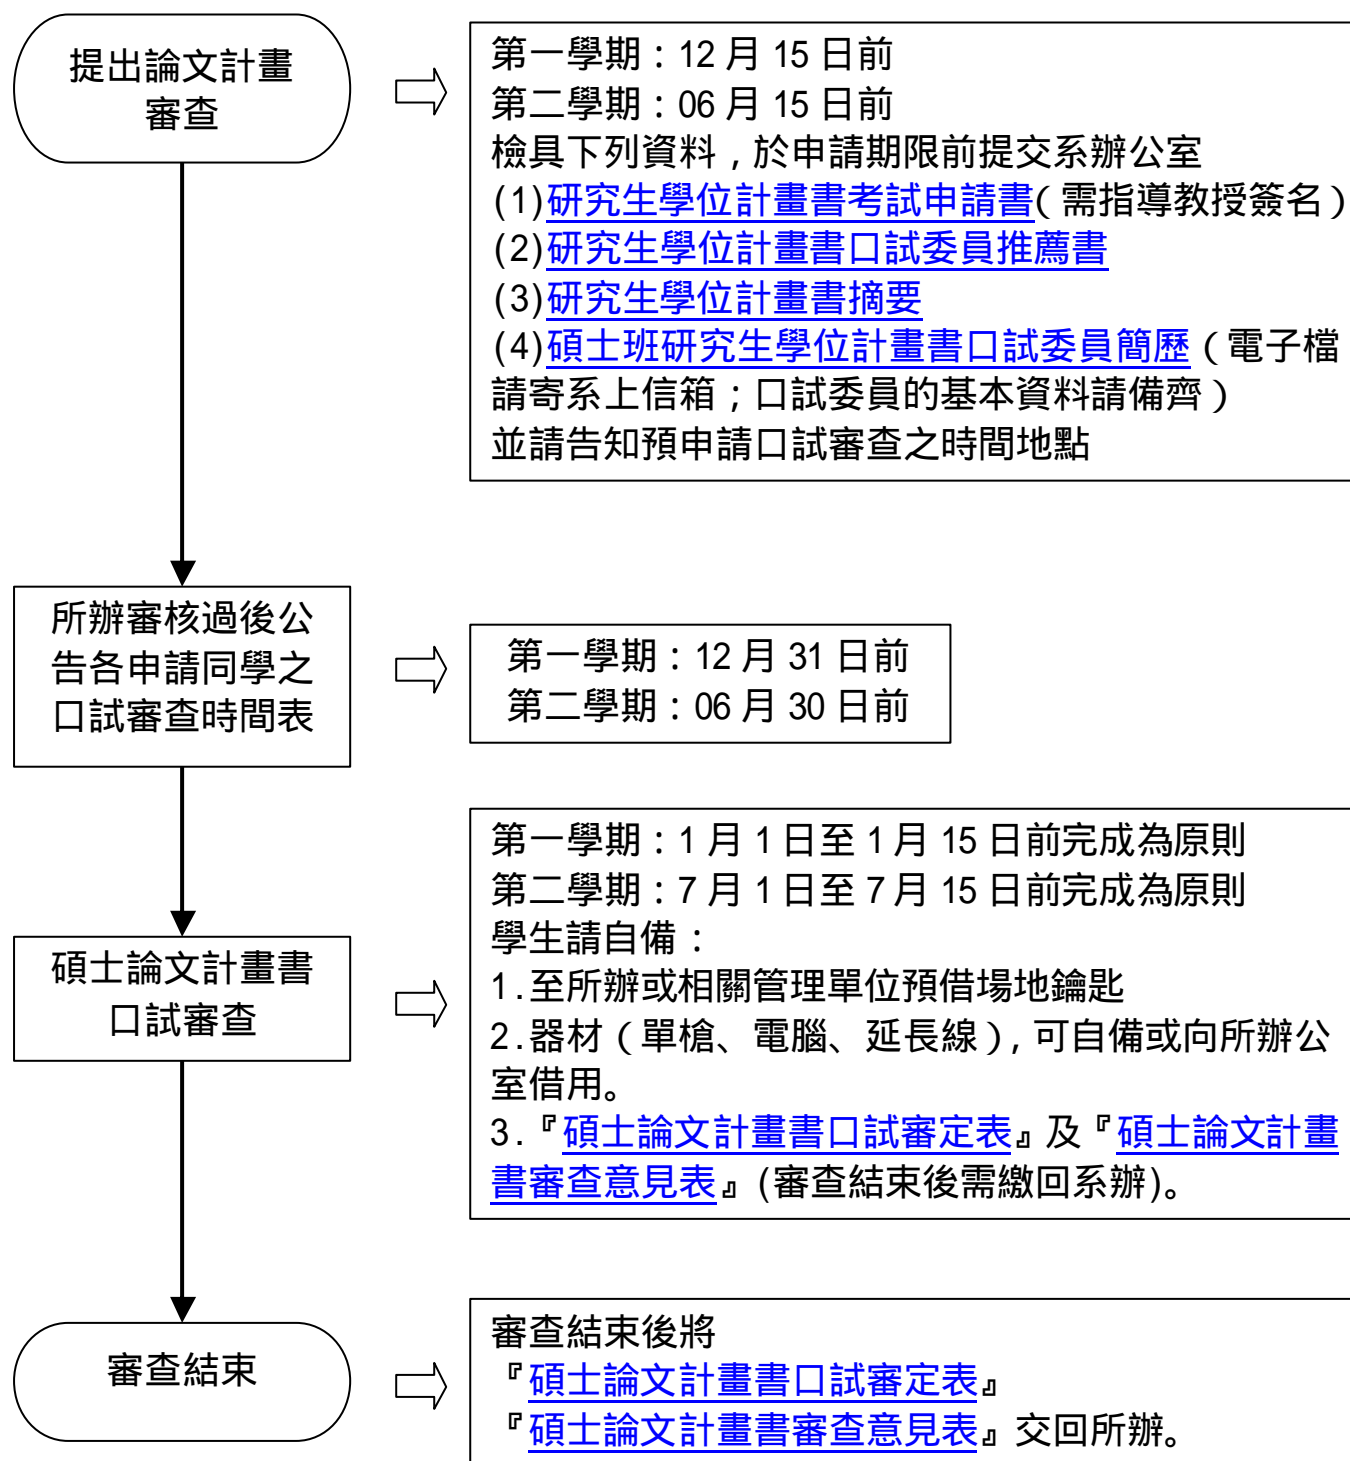 提出論文計畫
審查
第一學期：12 月 15 日前
第二學期：06 月 15 日前
檢具下列資料，於申請期限前提交系辦公室
(1)研究生學位計畫書考試申請書(需指導教授簽名)
(2)研究生學位計畫書口試委員推薦書
(3)研究生學位計畫書摘要
(4)碩士班研究生學位計畫書口試委員簡歷（電子檔
請寄系上信箱；口試委員的基本資料請備齊）
並請告知預申請口試審查之時間地點
所辦審核過後公
告各申請同學之
口試審查時間表
第一學期：12 月 31 日前
第二學期：06 月 30 日前
碩士論文計畫書
口試審查
第一學期：1 月 1 日至 1 月 15 日前完成為原則
第二學期：7 月 1 日至 7 月 15 日前完成為原則
學生請自備：
1.至所辦或相關管理單位預借場地鑰匙
2.器材（單槍、電腦、延長線），可自備或向所辦公
室借用。
3.『碩士論文計畫書口試審定表』及『碩士論文計畫
書審查意見表』(審查結束後需繳回系辦)。
審查結束
審查結束後將
『碩士論文計畫書口試審定表』
『碩士論文計畫書審查意見表』交回所辦。